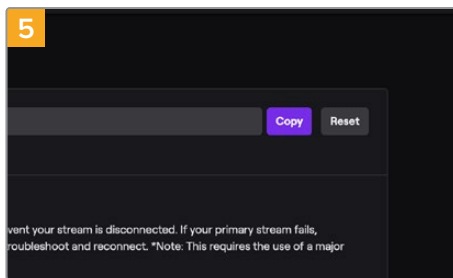 5
Copy Reset
vent your stream is disconnected. If your primary stream fails,
roubleshoot and reconnect. *Note: This requires the use of a major